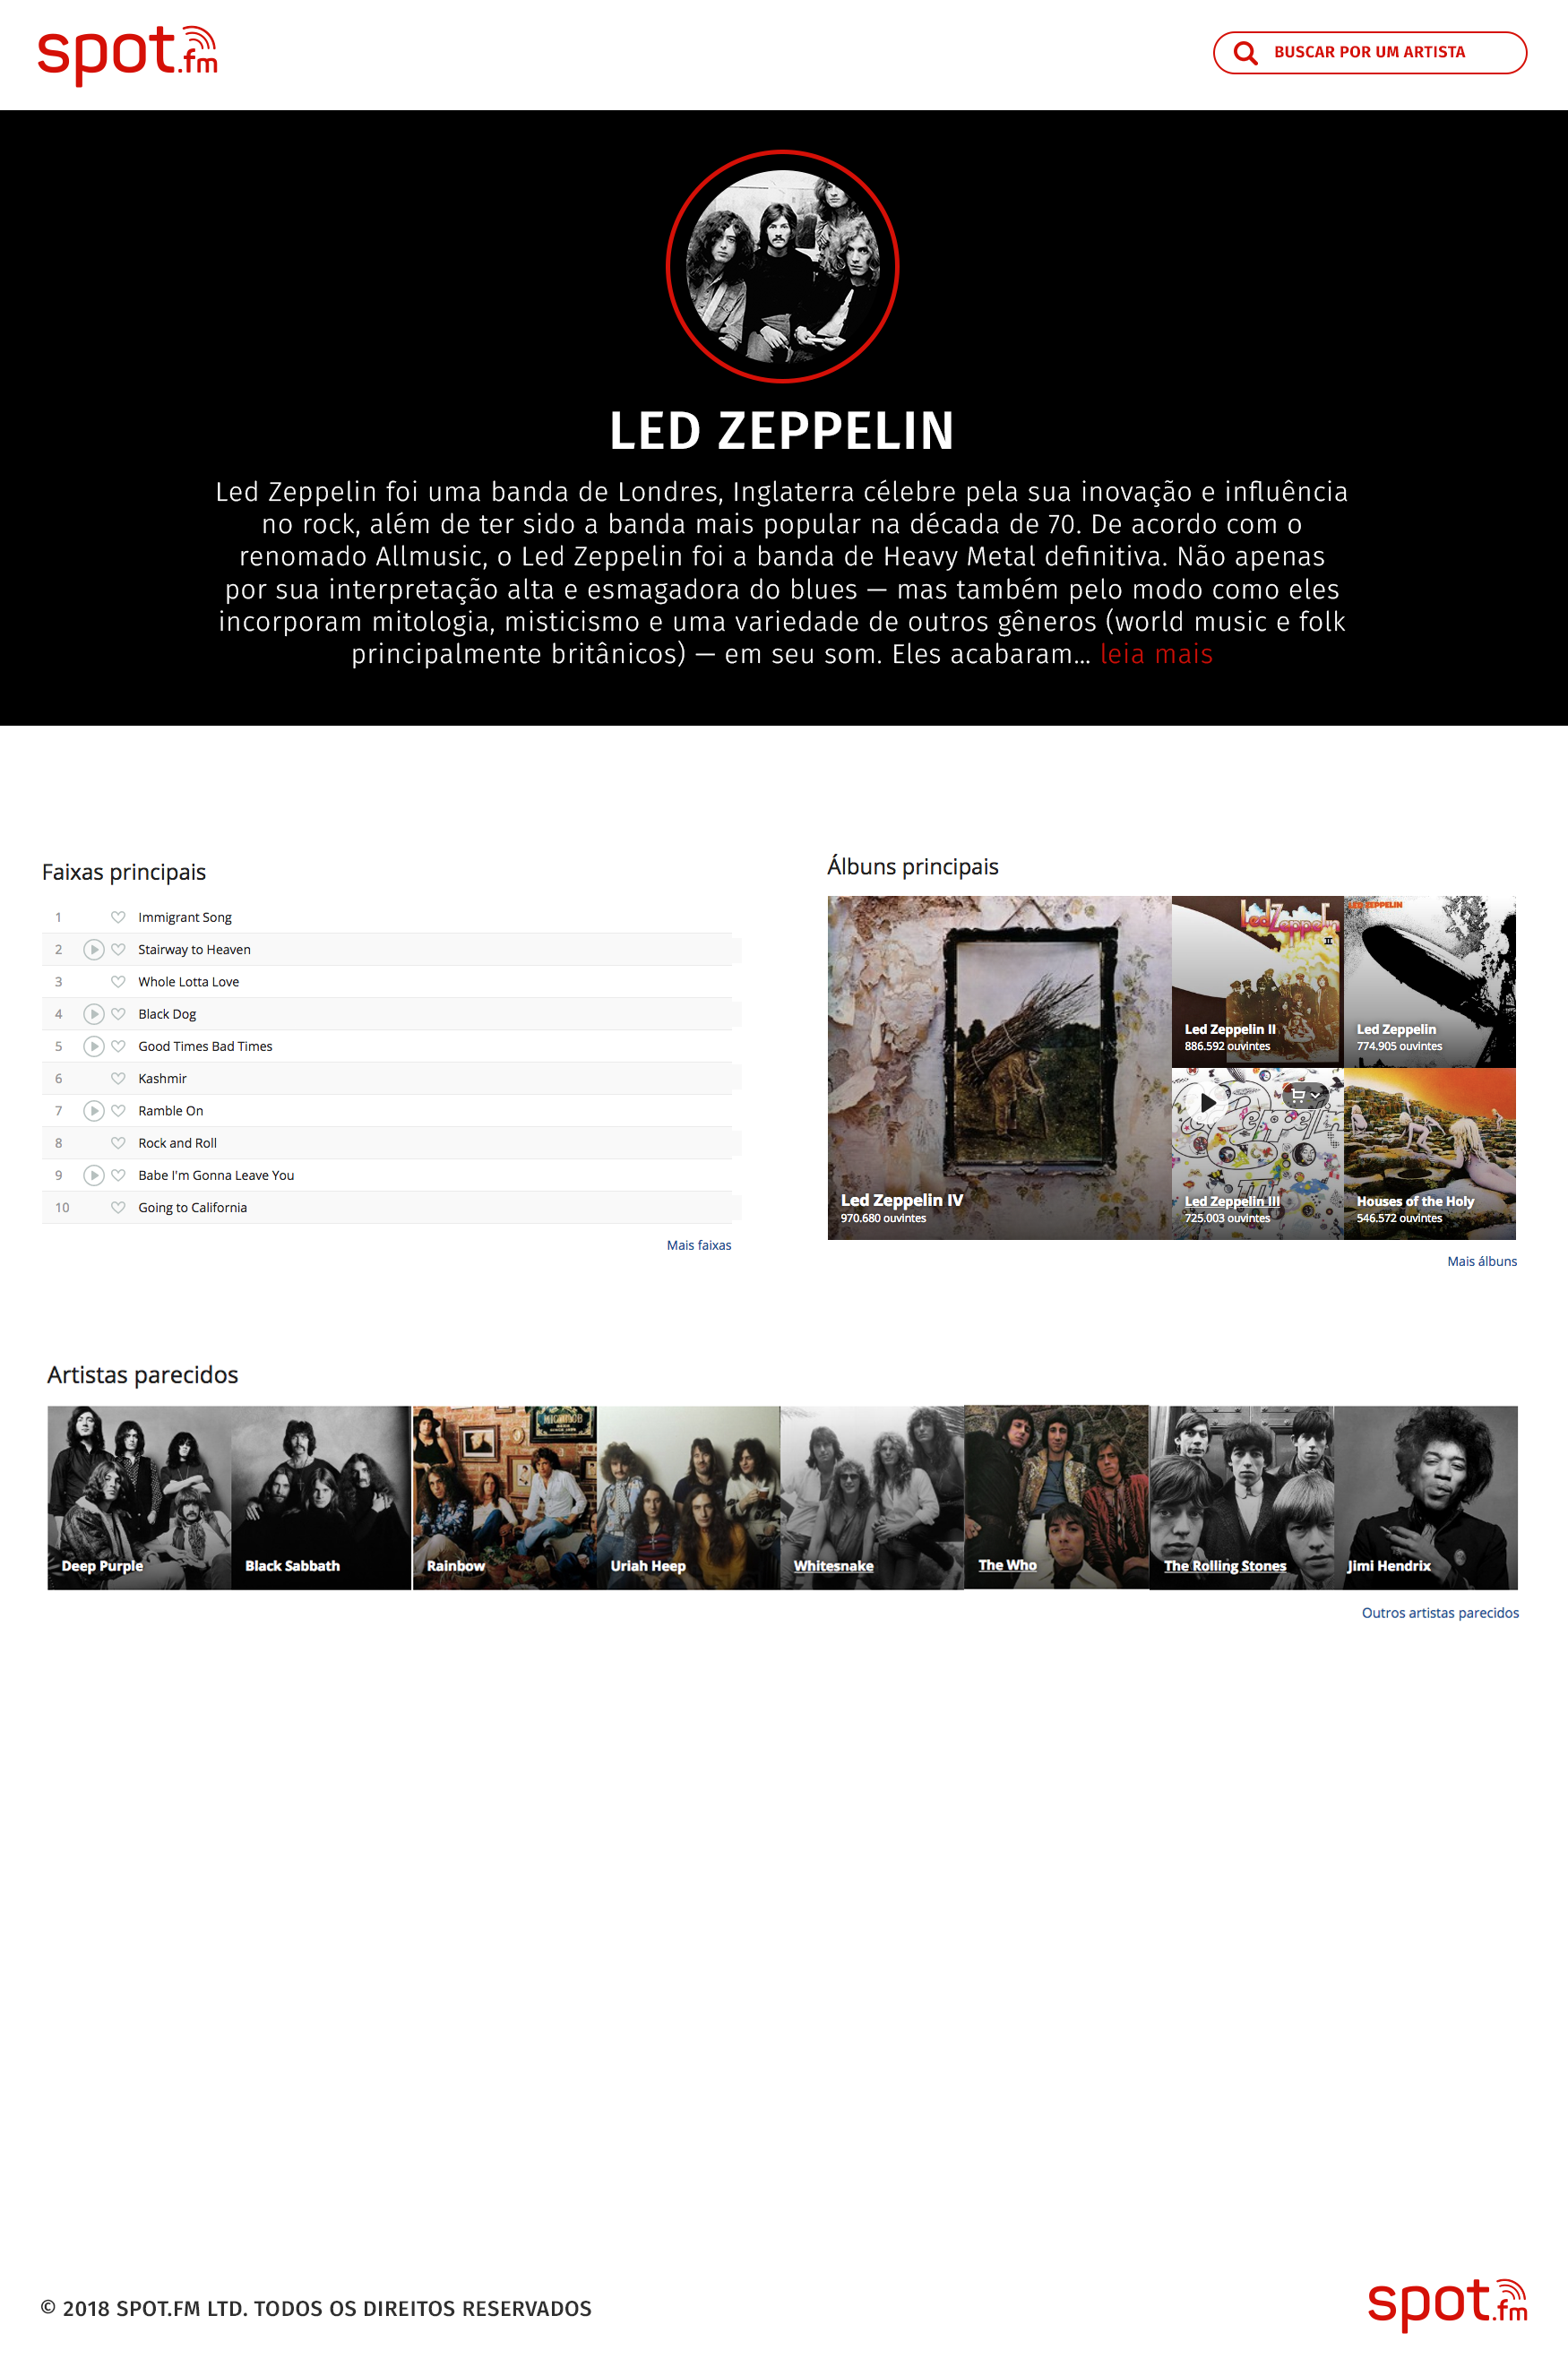 spot.fm
BUSCAR POR UM ARTISTA
LED ZEPPELIN
Led Zeppelin foi uma banda de Londres, Inglaterra célebre pela sua inovação e influência
no rock, além de ter sido a banda mais popular na década de 70. De acordo com o
renomado Allmusic, o Led Zeppelin foi a banda de Heavy Metal definitiva. Não apenas
por sua interpretação alta e esmagadora do blues — mas também pelo modo como eles
incorporam mitologia, misticismo e uma variedade de outros gêneros (world music e folk
principalmente britânicos) — em seu som. Eles acabaram... leia mais
Faixas principais
1 Immigrant Song
2 Stairway to Heaven
3 Whole Lotta Love
4 Black Dog
5 Good Times Bad Times
6 Kashmir
7 Ramble On
8 Rock and Roll
9 Babe I'm Gonna Leave You
10 Going to California
Mais faixas
Álbuns principais
Led Zeppelin IV
970.680 ouvintes
Led Zeppelin
II
Led Zeppelin II
886.592 ouvintes
LED ZEPPELIN
Led Zeppelin
774.905 ouvintes
Led Zeppelin III
725.003 ouvintes
Houses of the Holy
546.572 ouvintes
Mais álbuns
Artistas parecidos
Deep Purple
Black Sabbath
Rainbow
Uriah Heep
Whitesnake
The Who
The Rolling Stones
Jimi Hendrix
Outros artistas parecidos
© 2018 SPOT.FM LTD. TODOS OS DIREITOS RESERVADOS
spot.fm